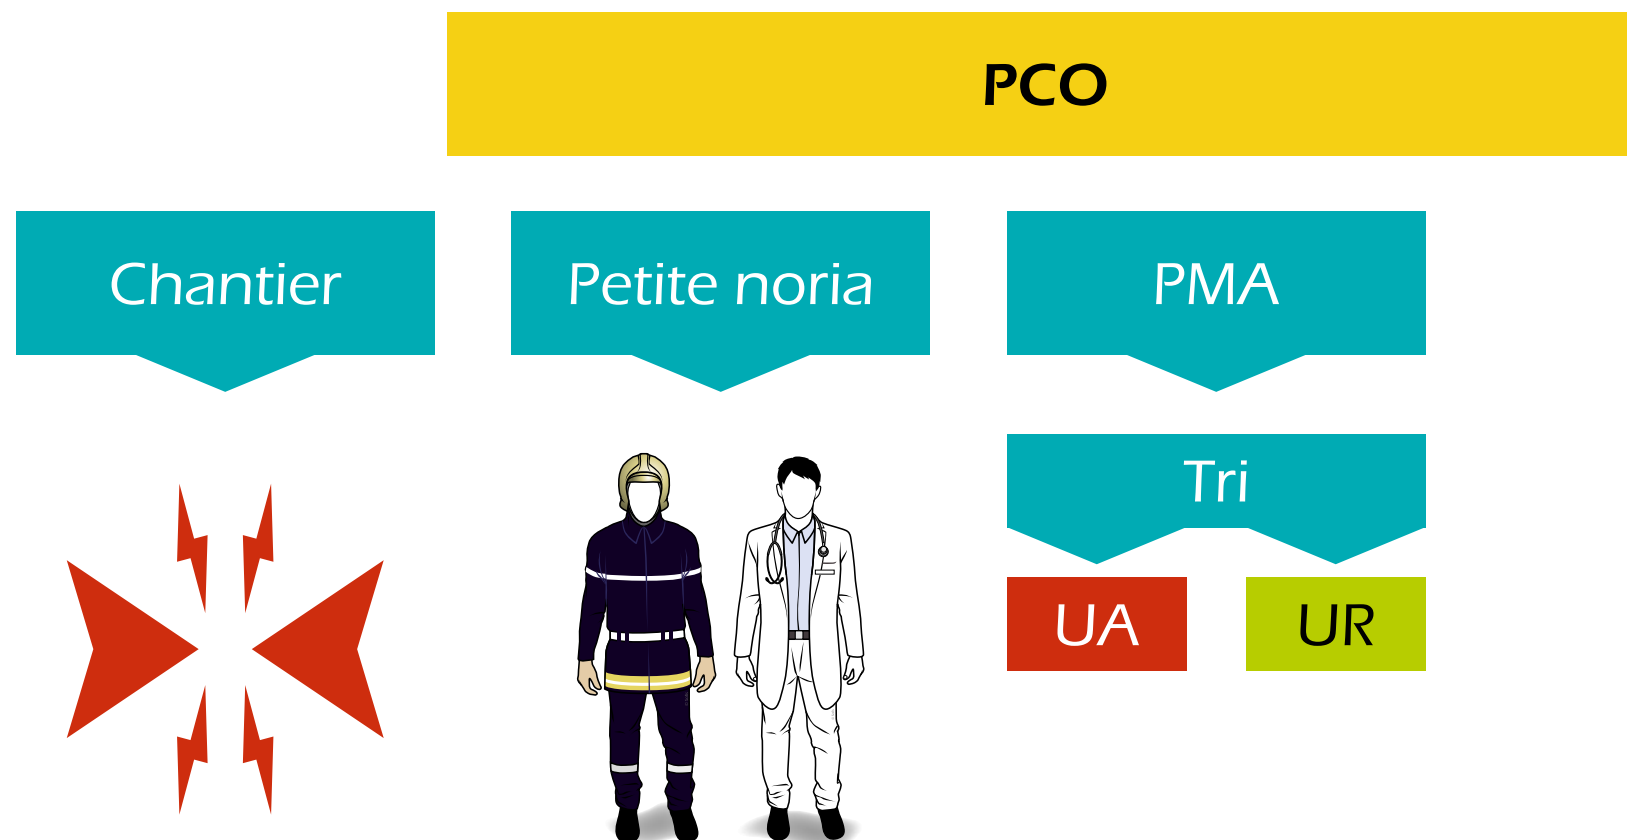 PCO
Chantier
Petite noria
PMA
Tri
UA
UR